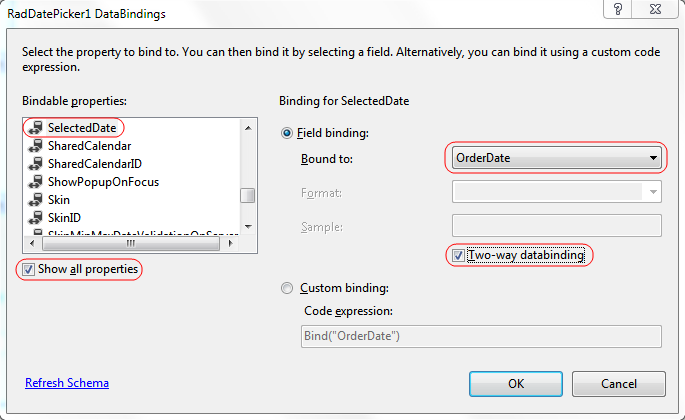 RadDatePicker1 DataBindings
Select the property to bind to. You can then bind it by selecting a field. Alternatively, you can bind it using a custom code
expression.
Bindable properties:
SelectedDate
SharedCalendar
SharedCalendarID
ShowPopupOnFocus
Skin
SkinID
SkipMinMaxDateValidationOnServer
Show all properties
Binding for SelectedDate
Field binding:
Bound to: OrderDate
Format:
Sample:
Two-way databinding
Custom binding:
Code expression:
Bind("OrderDate")
Refresh Schema
OK Cancel